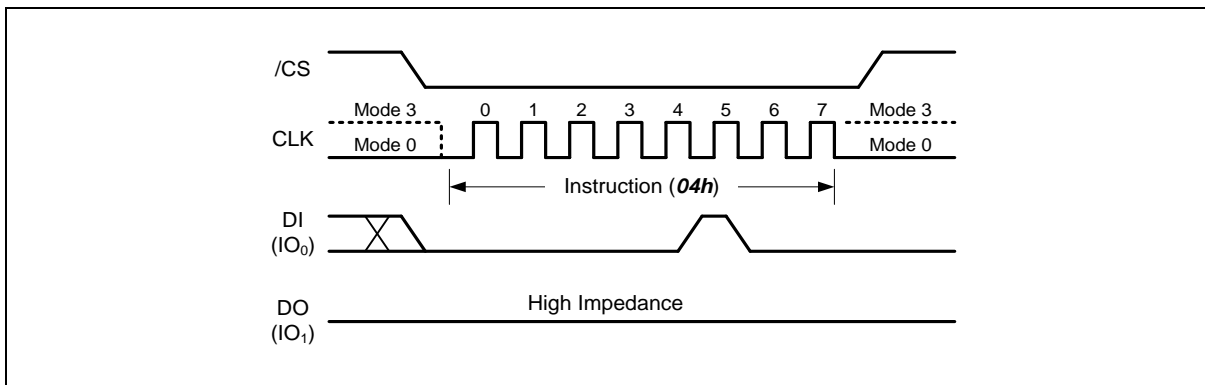 /CS
Mode 3 0 1 2 3 4 5 6 7 Mode 3
CLK
Mode 0 Mode 0
Instruction (04h)
DI
(IO₀)
High Impedance
DO
(IO₁)